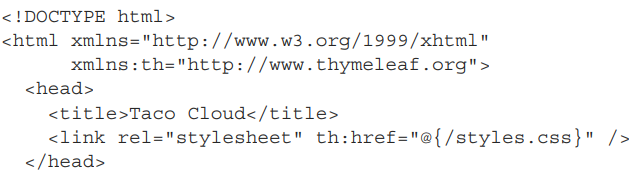 <!DOCTYPE html>
<html xmlns="http://www.w3.org/1999/xhtml"
      xmlns:th="http://www.thymeleaf.org">
  <head>
    <title>Taco Cloud</title>
    <link rel="stylesheet" th:href="@{/styles.css}" />
  </head>